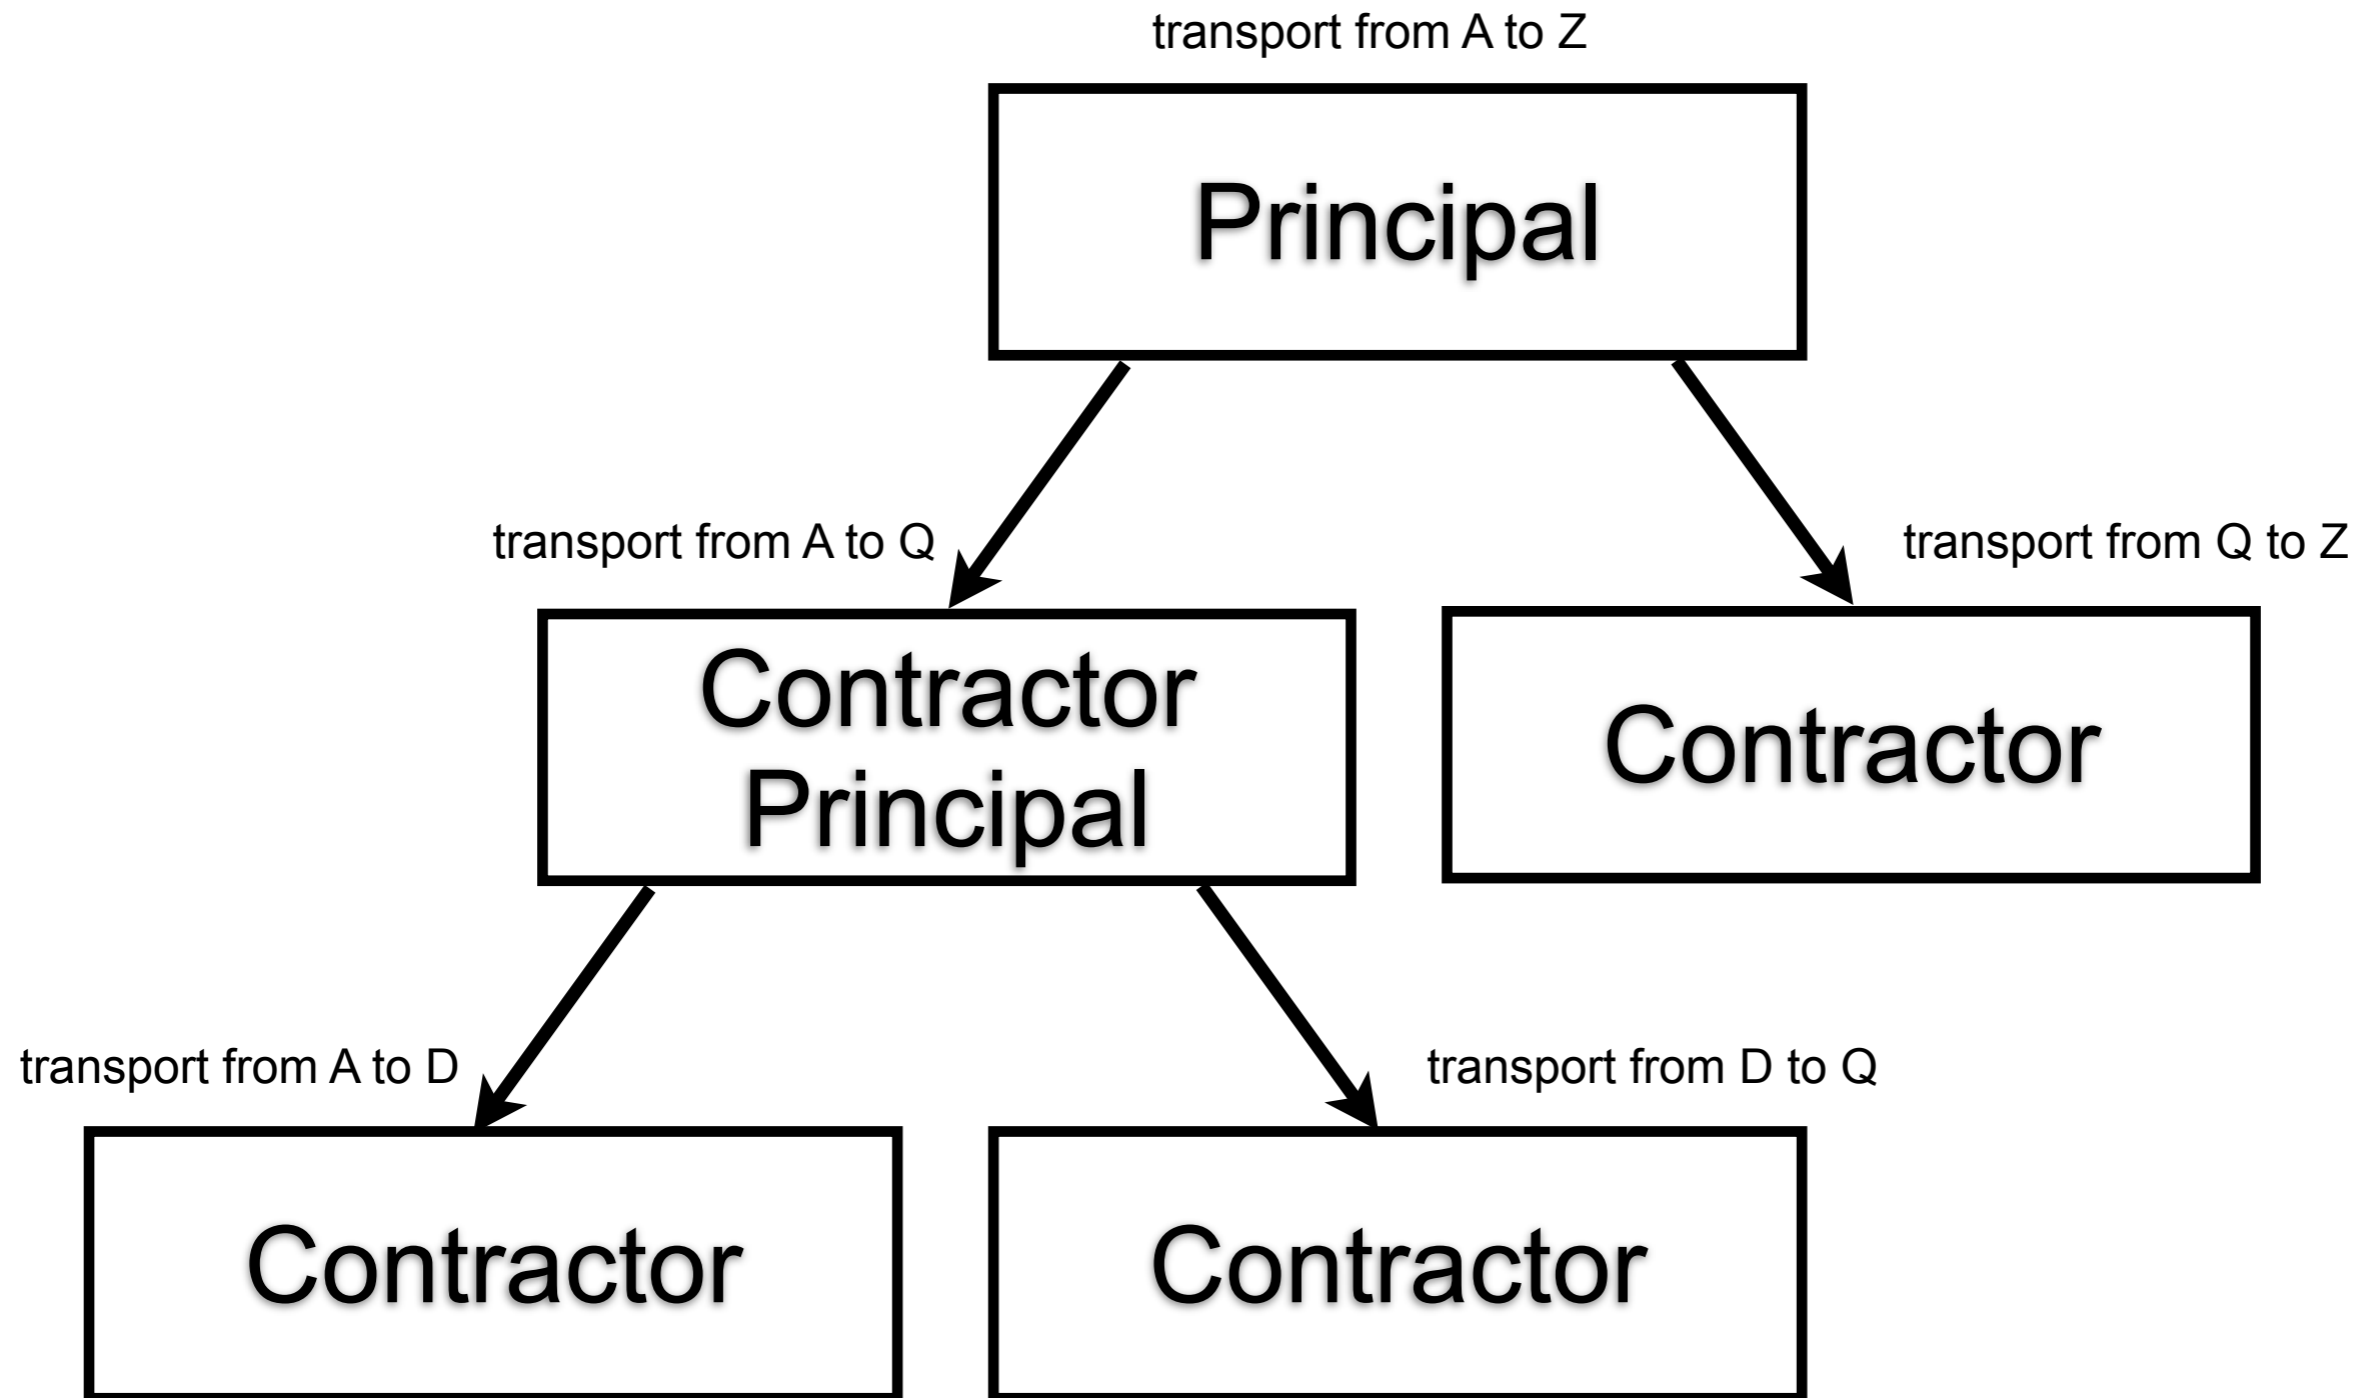 transport from A to Z
Principal
transport from A to Q
transport from Q to Z
Contractor
Principal
Contractor
transport from A to D
transport from D to Q
Contractor
Contractor